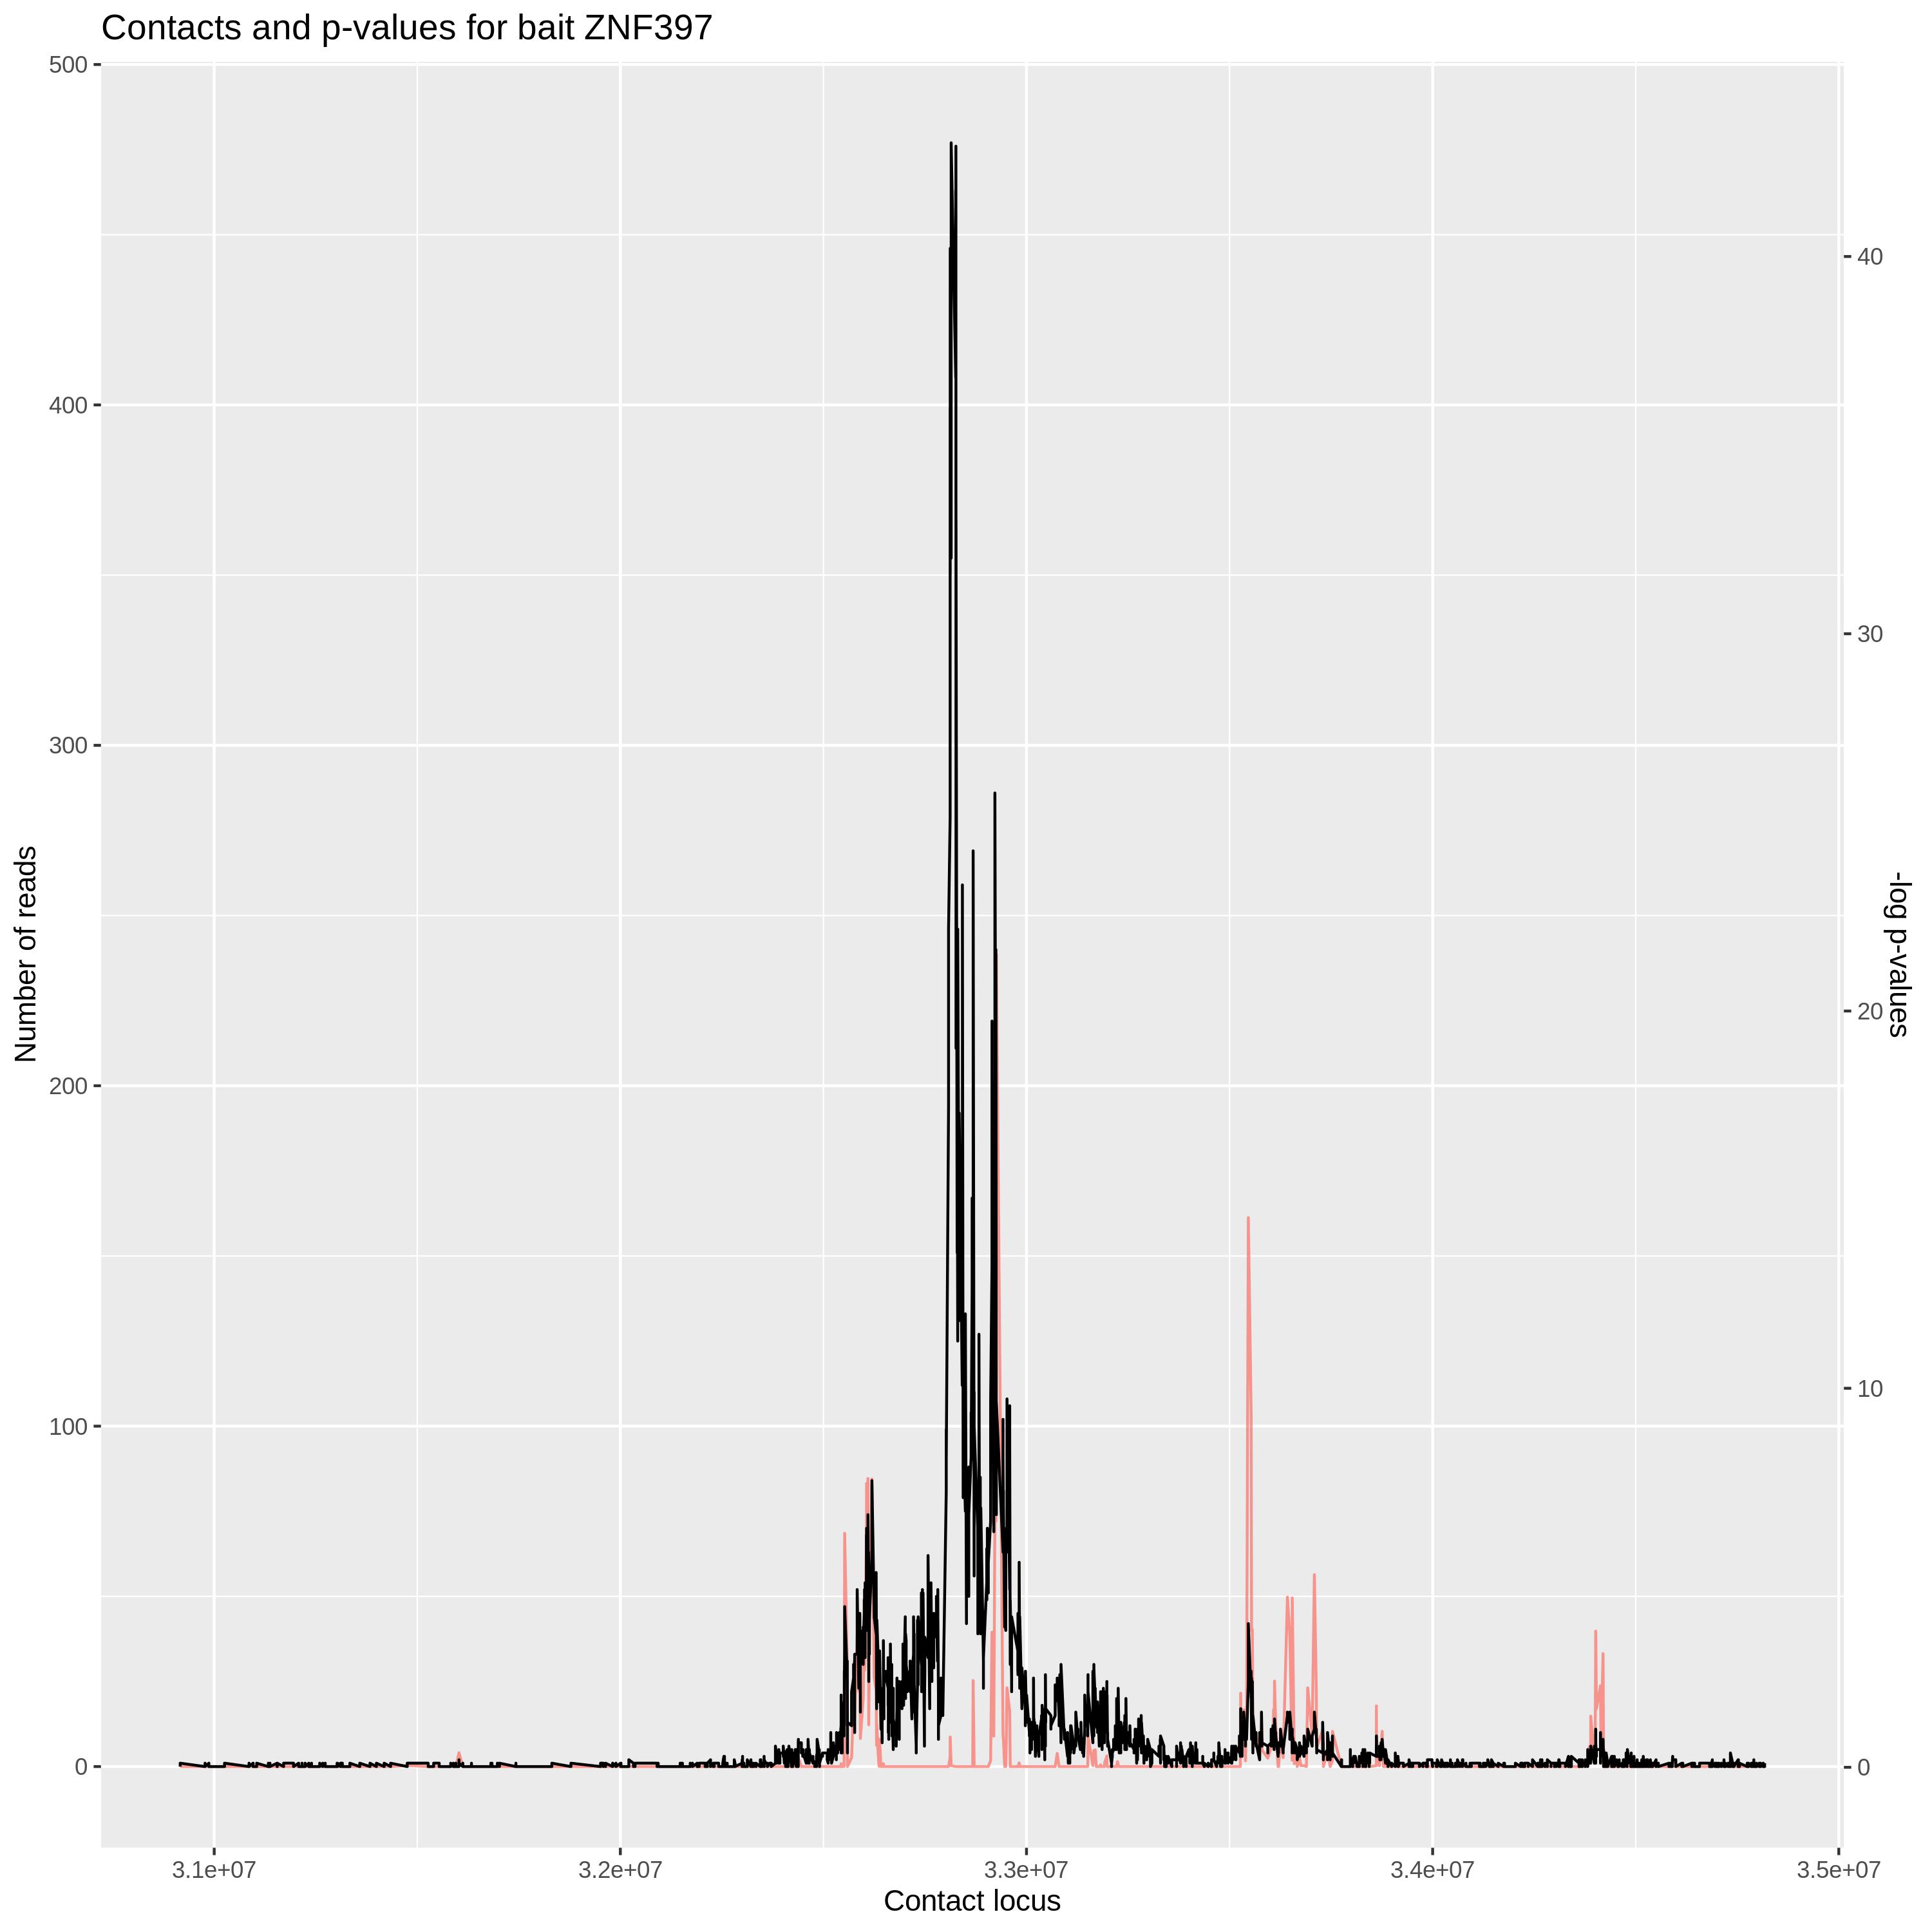 Contacts and p-values for bait ZNF397
500
400
300
200
100
0
Number of reads
40
30
20
10
0
-log p-values
3.1e+07 3.2e+07 3.3e+07 3.4e+07 3.5e+07
Contact locus